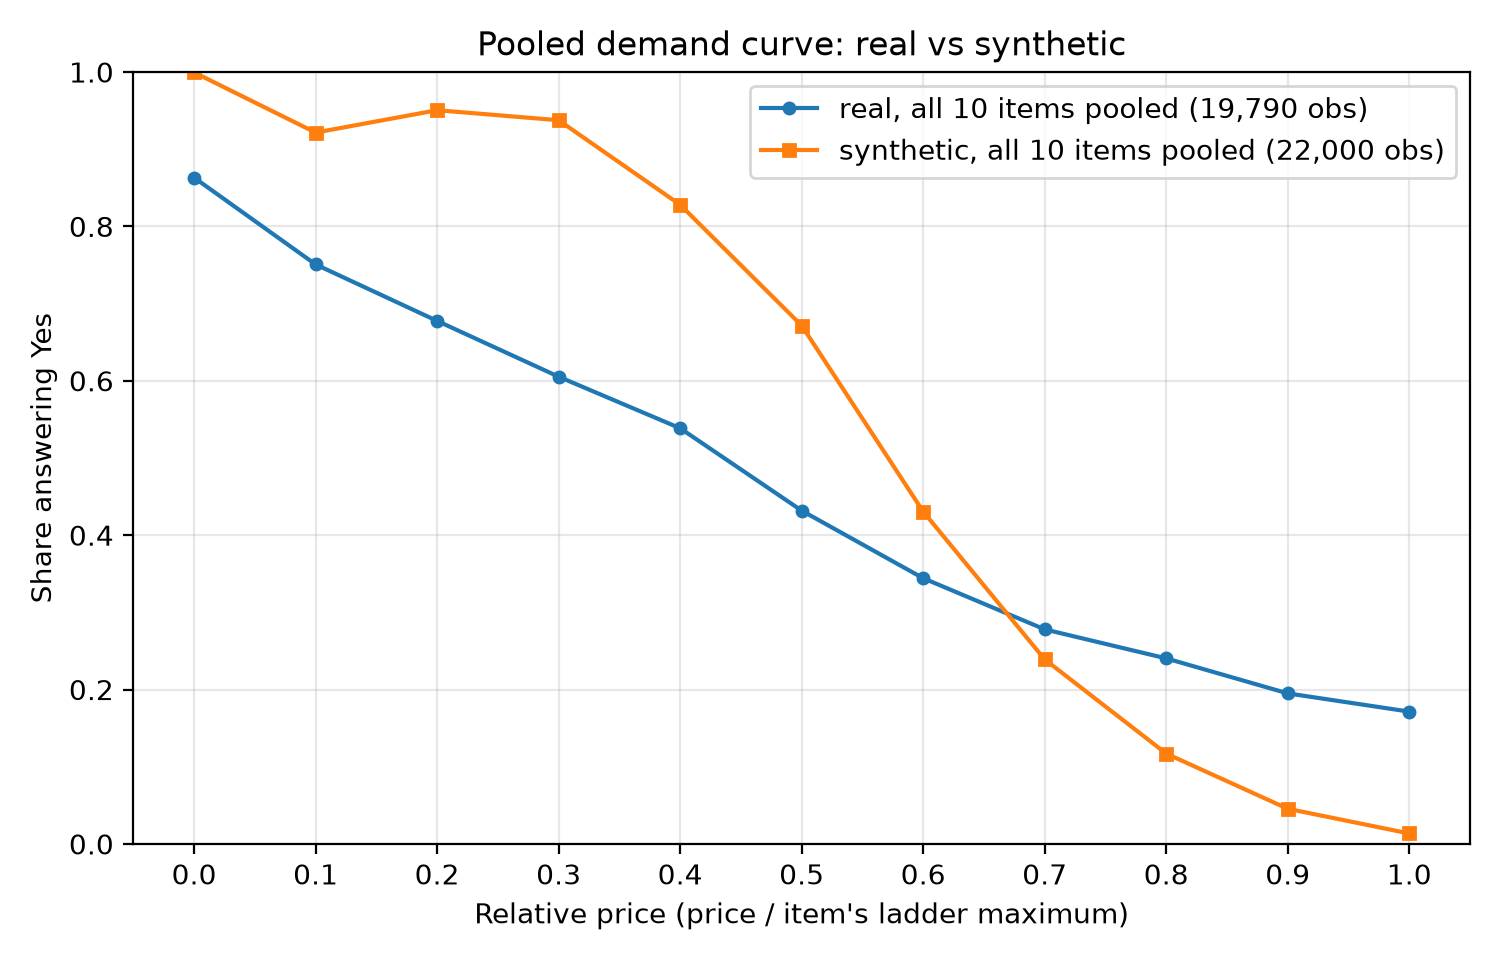 Pooled demand curve: real vs synthetic
real, all 10 items pooled (19,790 obs)
synthetic, all 10 items pooled (22,000 obs)
Share answering Yes
1.0
0.8
0.6
0.4
0.2
0.0
0.0 0.1 0.2 0.3 0.4 0.5 0.6 0.7 0.8 0.9 1.0
Relative price (price / item's ladder maximum)